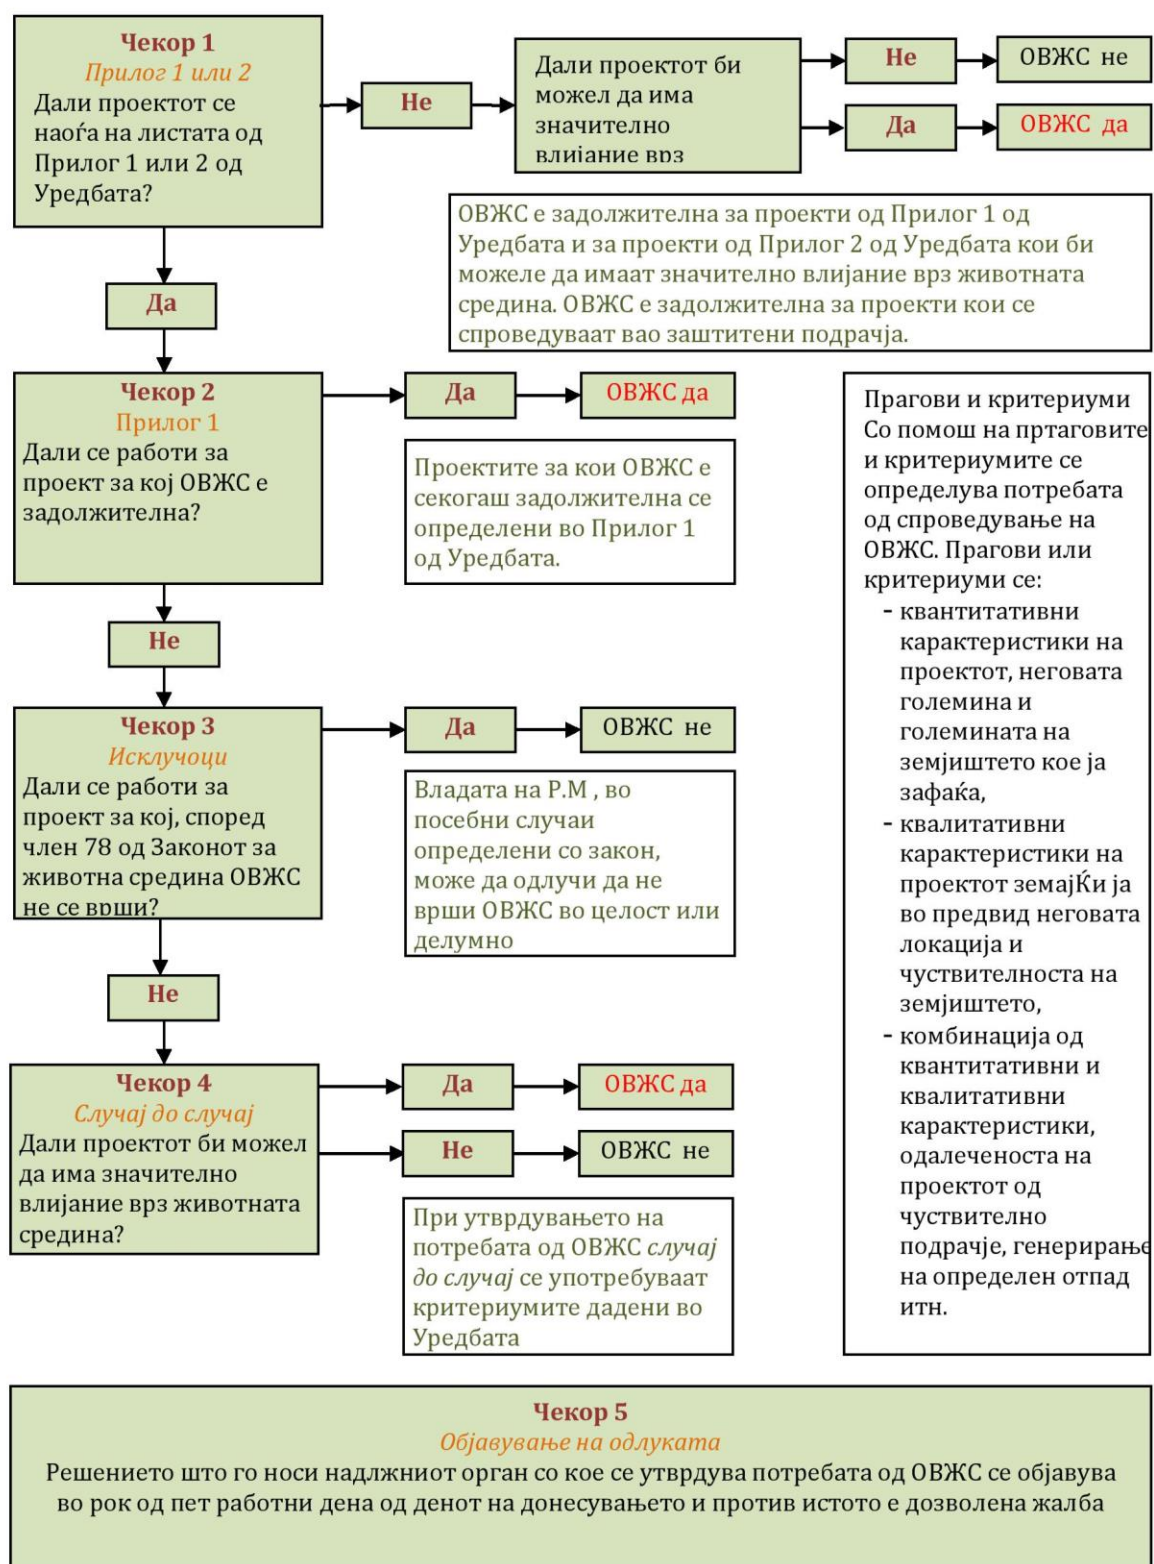 Чекор 1
Прилог 1 или 2
Дали проектот се
наоѓа на листата од
Прилог 1 или 2 од
Уредбата?
Не
Дали проектот би
можел да има
значително
влијание врз
Не
ОВЖС не
Да
ОВЖС да
ОВЖС е задолжителна за проекти од Прилог 1 од
Уредбата и за проекти од Прилог 2 од Уредбата кои би
можеле да имаат значително влијание врз животната
средина. ОВЖС е задолжителна за проекти кои се
спроведуваат вао заштитени подрачја.
Да
Чекор 2
Прилог 1
Дали се работи за
проект за кој ОВЖС е
задолжителна?
Да
ОВЖС да
Проектите за кои ОВЖС е
секогаш задолжителна се
определени во Прилог 1
од Уредбата.
Прагови и критериуми
Со помош на пртаговите
и критериумите се
определува потребата
од спроведување на
ОВЖС. Прагови или
критериуми се:
- квантитативни
карактеристики на
проектот, неговата
големина и
големината на
земјиштето кое ја
зафаќа,
- квалитативни
карактеристики на
проектот земајЌи ја
во предвид неговата
локација и
чуствителноста на
земјиштето,
- комбинација од
квантитативни и
квалитативни
карактеристики,
одалеченоста на
проектот од
чуствително
подрачје, генерирање
на определен отпад
итн.
Не
Чекор 3
Исклучоци
Дали се работи за
проект за кој, според
член 78 од Законот за
животна средина ОВЖС
не се врши?
Да
ОВЖС не
Владата на Р.М , во
посебни случаи
определени со закон,
може да одлучи да не
врши ОВЖС во целост или
делумно
Не
Чекор 4
Случај до случај
Дали проектот би можел
да има значително
влијание врз животната
средина?
Да
ОВЖС да
Не
ОВЖС не
При утврдувањето на
потребата од ОВЖС случај
до случај се употребуваат
критериумите дадени во
Уредбата
Чекор 5
Објавување на одлуката
Решението што го носи надлжниот орган со кое се утврдува потребата од ОВЖС се објавува
во рок од пет работни дена од денот на донесувањето и против истото е дозволена жалба